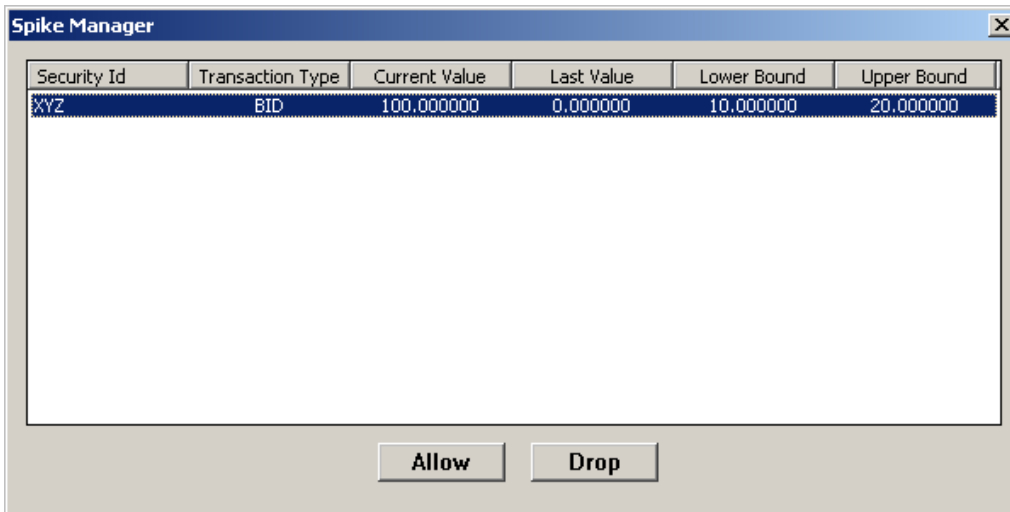 Spike Manager
Security Id Transaction Type Current Value Last Value Lower Bound Upper Bound
XYZ BID 100.000000 0.000000 10.000000 20.000000
Allow Drop